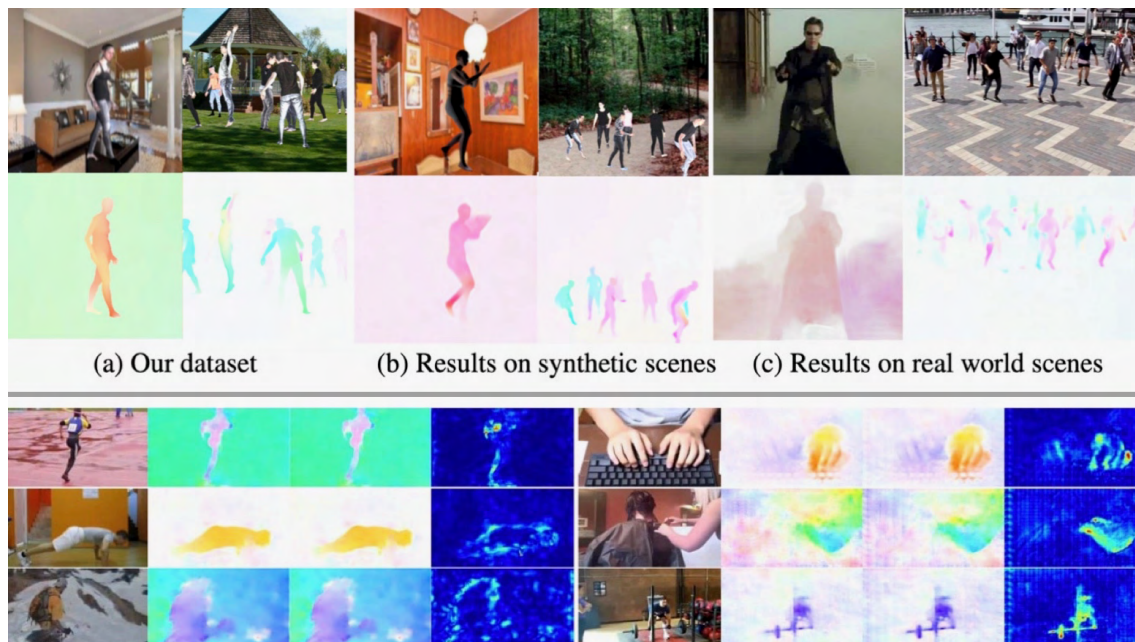 (a) Our dataset
(b) Results on synthetic scenes
(c) Results on real world scenes